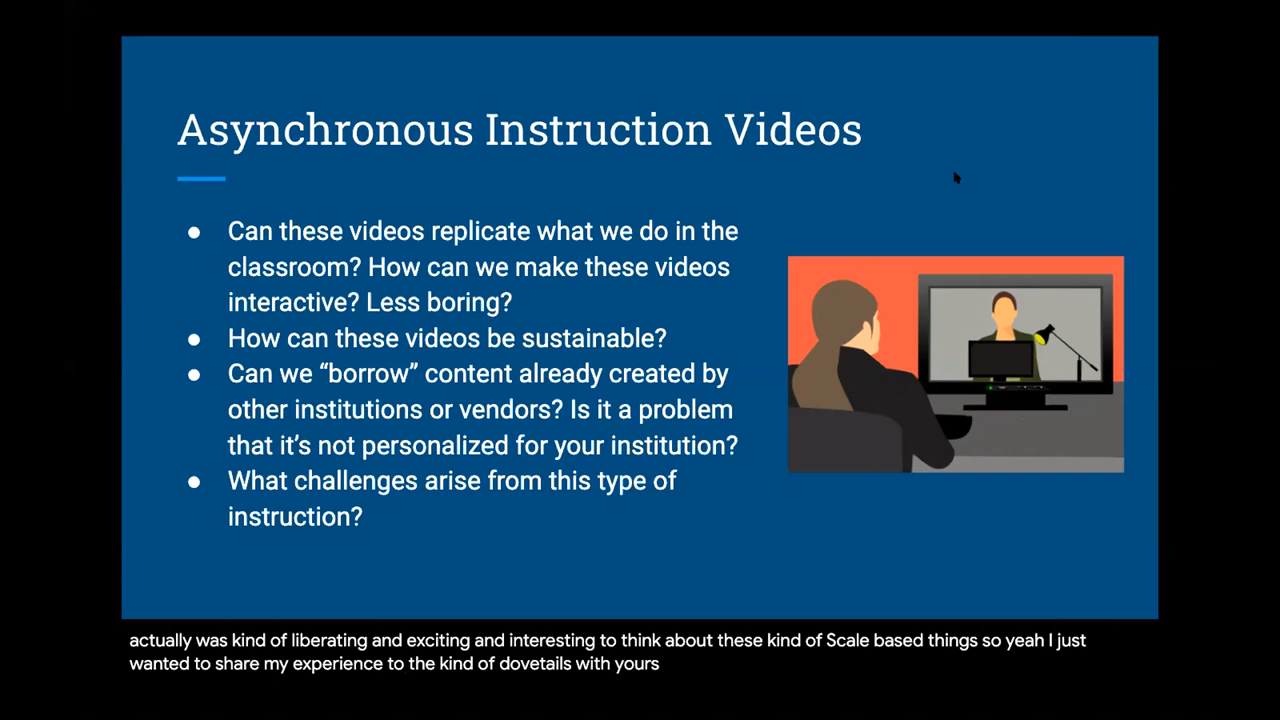 Asynchronous Instruction Videos
● Can these videos replicate what we do in the
classroom? How can we make these videos
interactive? Less boring?
● How can these videos be sustainable?
● Can we “borrow” content already created by
other institutions or vendors? Is it a problem
that it’s not personalized for your institution?
● What challenges arise from this type of
instruction?
actually was kind of liberating and exciting and interesting to think about these kind of Scale based things so yeah I just
wanted to share my experience to the kind of dovetails with yours